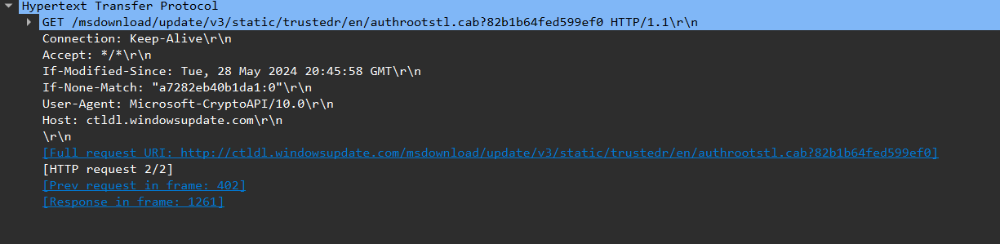 Hypertext Transfer Protocol
GET /msdownload/update/v3/static/trustedr/en/authrootstl.cab?82b1b64fed599ef0 HTTP/1.1\r\n
Connection: Keep-Alive\r\n
Accept: */*\r\n
If-Modified-Since: Tue, 28 May 2024 20:45:58 GMT\r\n
If-None-Match: "a7282eb40b1da1:0"\r\n
User-Agent: Microsoft-CryptoAPI/10.0\r\n
Host: ctldl.windowsupdate.com\r\n
\r\n
[Full request URI: http://ctldl.windowsupdate.com/msdownload/update/v3/static/trustedr/en/authrootstl.cab?82b1b64fed599ef0]
[HTTP request 2/2]
[Prev request in frame: 402]
[Response in frame: 1261]